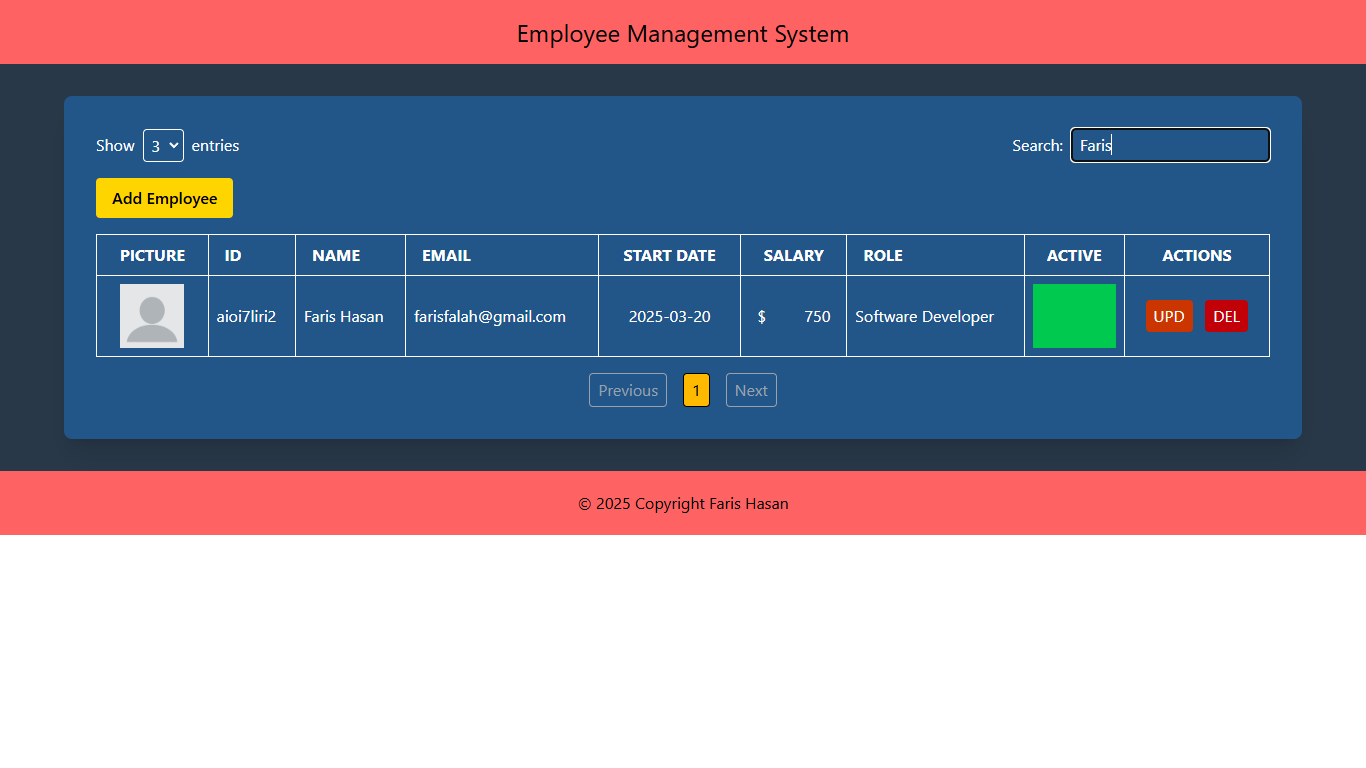 Employee Management System
Show 3 entries Search: Faris
Add Employee
PICTURE ID NAME EMAIL START DATE SALARY ROLE ACTIVE ACTIONS
aioi7liri2 Faris Hasan farisfalah@gmail.com 2025-03-20 $ 750 Software Developer UPD DEL
Previous 1 Next
© 2025 Copyright Faris Hasan